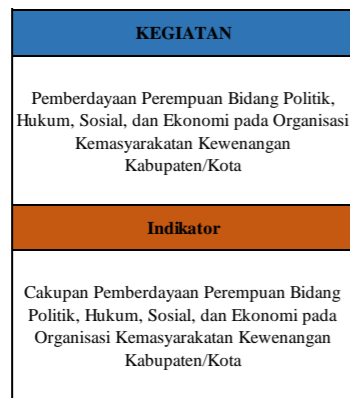 KEGIATAN
Pemberdayaan Perempuan Bidang Politik,
Hukum, Sosial, dan Ekonomi pada Organisasi
Kemasyarakatan Kewenangan
Kabupaten/Kota
Indikator
Cakupan Pemberdayaan Perempuan Bidang
Politik, Hukum, Sosial, dan Ekonomi pada
Organisasi Kemasyarakatan Kewenangan
Kabupaten/Kota